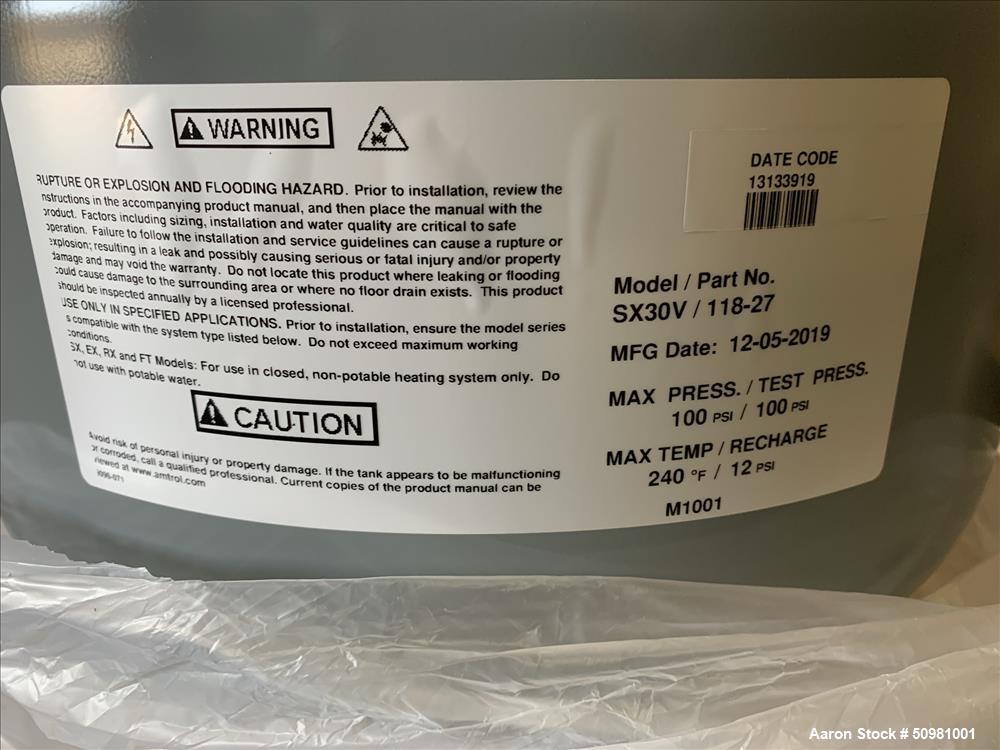 WARNING
RUPTURE OR EXPLOSION AND FLOODING HAZARD. Prior to installation, review the
nstructions in the accompanying product manual, and then place the manual with the
product. Factors including sizing, installation and water quality are critical to safe
operation. Failure to follow the installation and service guidelines can cause a rupture or
explosion; resulting in a leak and possibly causing serious or fatal injury and/or property
damage and may void the warranty. Do not locate this product where leaking or flooding
could cause damage to the surrounding area or where no floor drain exists. This product
should be inspected annually by a licensed professional.
USE ONLY IN SPECIFIED APPLICATIONS. Prior to installation, ensure the model series
s compatible with the system type listed below. Do not exceed maximum working
conditions.
SX, EX, RX and FT Models: For use in closed, non-potable heating system only. Do
not use with potable water.
CAUTION
Avoid risk of personal injury or property damage. If the tank appears to be malfunctioning
or corroded, call a qualified professional. Current copies of the product manual can be
viewed at www.amtrol.com
DATE CODE
13133919
Model / Part No.
SX30V / 118-27
MFG Date: 12-05-2019
MAX PRESS. / TEST PRESS.
100 PSI / 100 PSI
MAX TEMP / RECHARGE
240 °F / 12 PSI
M1001
Aaron Stock # 50981001